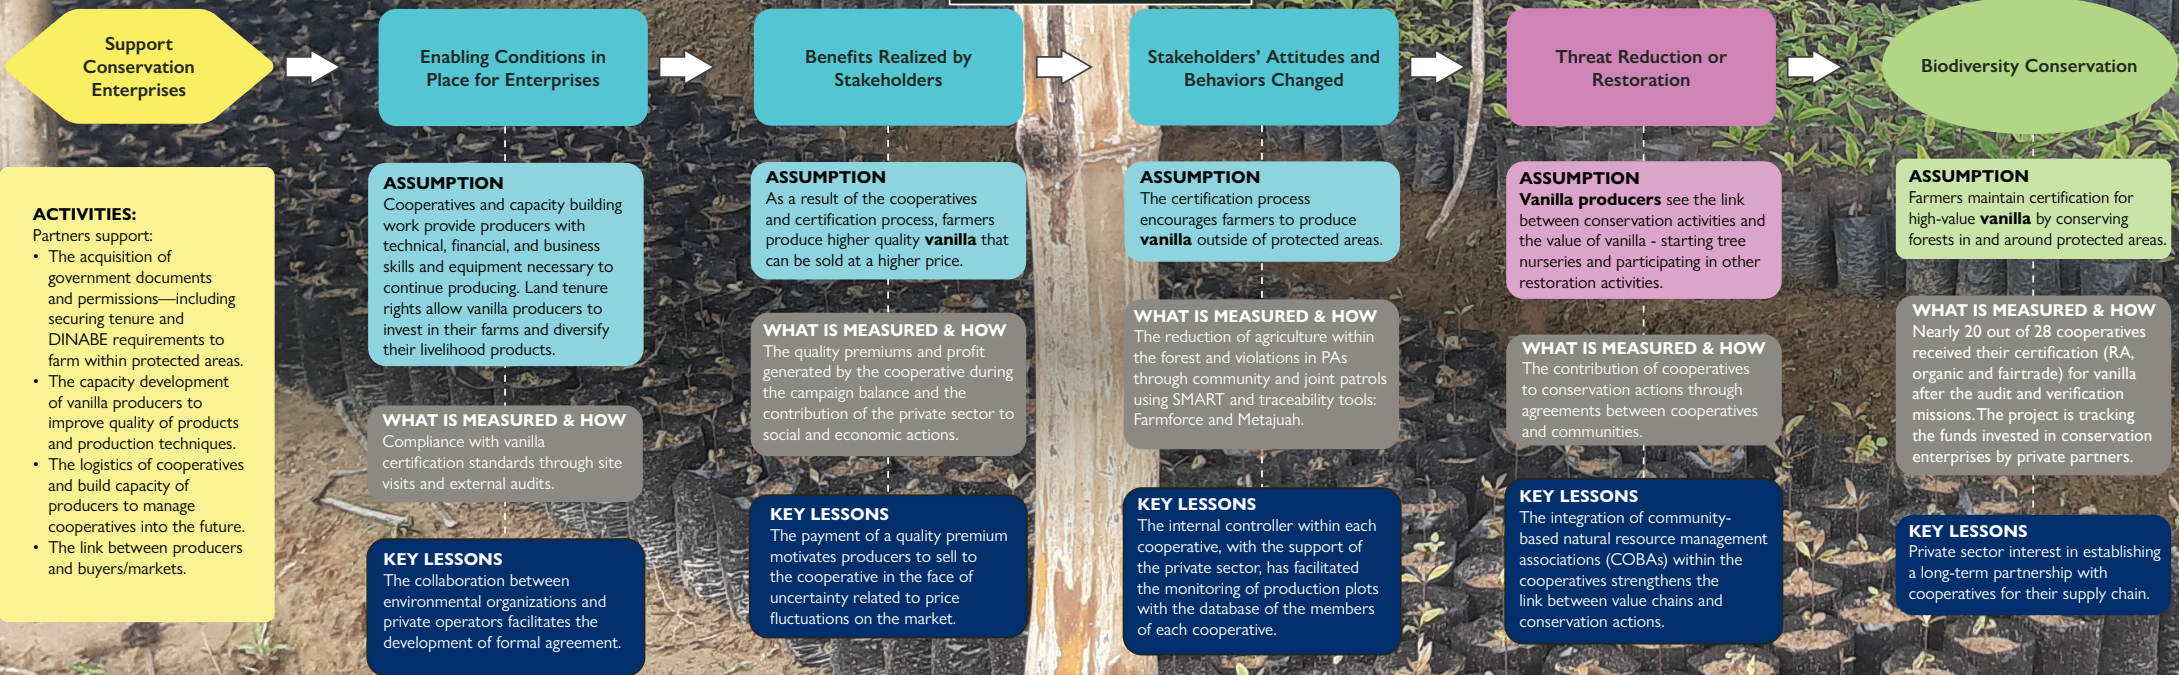 Support
Conservation
Enterprises
Enabling Conditions in
Place for Enterprises
Benefits Realized by
Stakeholders
Stakeholders’ Attitudes and
Behaviors Changed
Threat Reduction or
Restoration
Biodiversity Conservation
ACTIVITIES:
Partners support:
• The acquisition of
government documents
and permissions—including
securing tenure and
DINABE requirements to
farm within protected areas.
• The capacity development
of vanilla producers to
improve quality of products
and production techniques.
• The logistics of cooperatives
and build capacity of
producers to manage
cooperatives into the future.
• The link between producers
and buyers/markets.
ASSUMPTION
Cooperatives and capacity building
work provide producers with
technical, financial, and business
skills and equipment necessary to
continue producing. Land tenure
rights allow vanilla producers to
invest in their farms and diversify
their livelihood products.
WHAT IS MEASURED & HOW
Compliance with vanilla
certification standards through site
visits and external audits.
KEY LESSONS
The collaboration between
environmental organizations and
private operators facilitates the
development of formal agreement.
ASSUMPTION
As a result of the cooperatives
and certification process, farmers
produce higher quality vanilla that
can be sold at a higher price.
WHAT IS MEASURED & HOW
The quality premiums and profit
generated by the cooperative during
the campaign balance and the
contribution of the private sector to
social and economic actions.
KEY LESSONS
The payment of a quality premium
motivates producers to sell to
the cooperative in the face of
uncertainty related to price
fluctuations on the market.
ASSUMPTION
The certification process
encourages farmers to produce
vanilla outside of protected areas.
WHAT IS MEASURED & HOW
The reduction of agriculture within
the forest and violations in PAs
through community and joint patrols
using SMART and traceability tools:
Farmforce and Metajuah.
KEY LESSONS
The internal controller within each
cooperative, with the support of
the private sector, has facilitated
the monitoring of production plots
with the database of the members
of each cooperative.
ASSUMPTION
Vanilla producers see the link
between conservation activities and
the value of vanilla - starting tree
nurseries and participating in other
restoration activities.
WHAT IS MEASURED & HOW
The contribution of cooperatives
to conservation actions through
agreements between cooperatives
and communities.
KEY LESSONS
The integration of community-
based natural resource management
associations (COBAs) within the
cooperatives strengthens the
link between value chains and
conservation actions.
ASSUMPTION
Farmers maintain certification for
high-value vanilla by conserving
forests in and around protected areas.
WHAT IS MEASURED & HOW
Nearly 20 out of 28 cooperatives
received their certification (RA,
organic and fairtrade) for vanilla
after the audit and verification
missions. The project is tracking
the funds invested in conservation
enterprises by private partners.
KEY LESSONS
Private sector interest in establishing
a long-term partnership with
cooperatives for their supply chain.